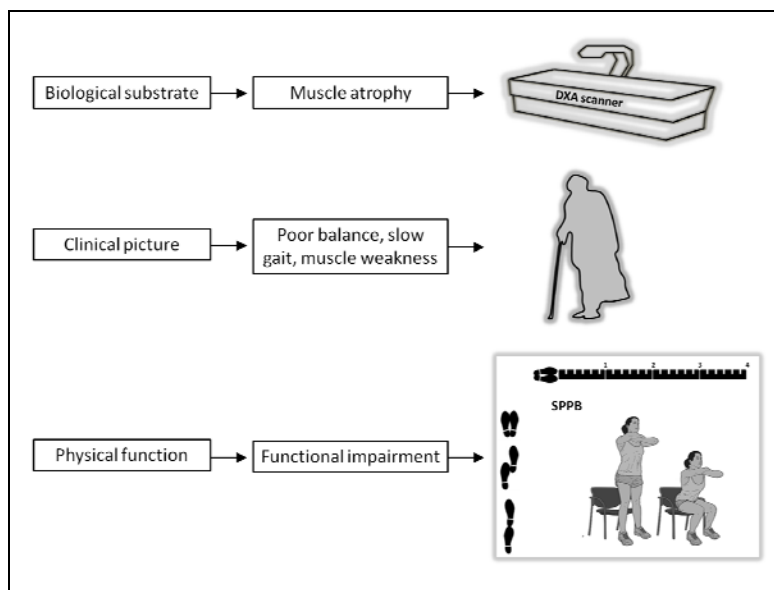 Biological substrate
Muscle atrophy
DXA scanner
Clinical picture
Poor balance, slow
gait, muscle weakness
1 2 3 4
SPPB
Physical function
Functional impairment